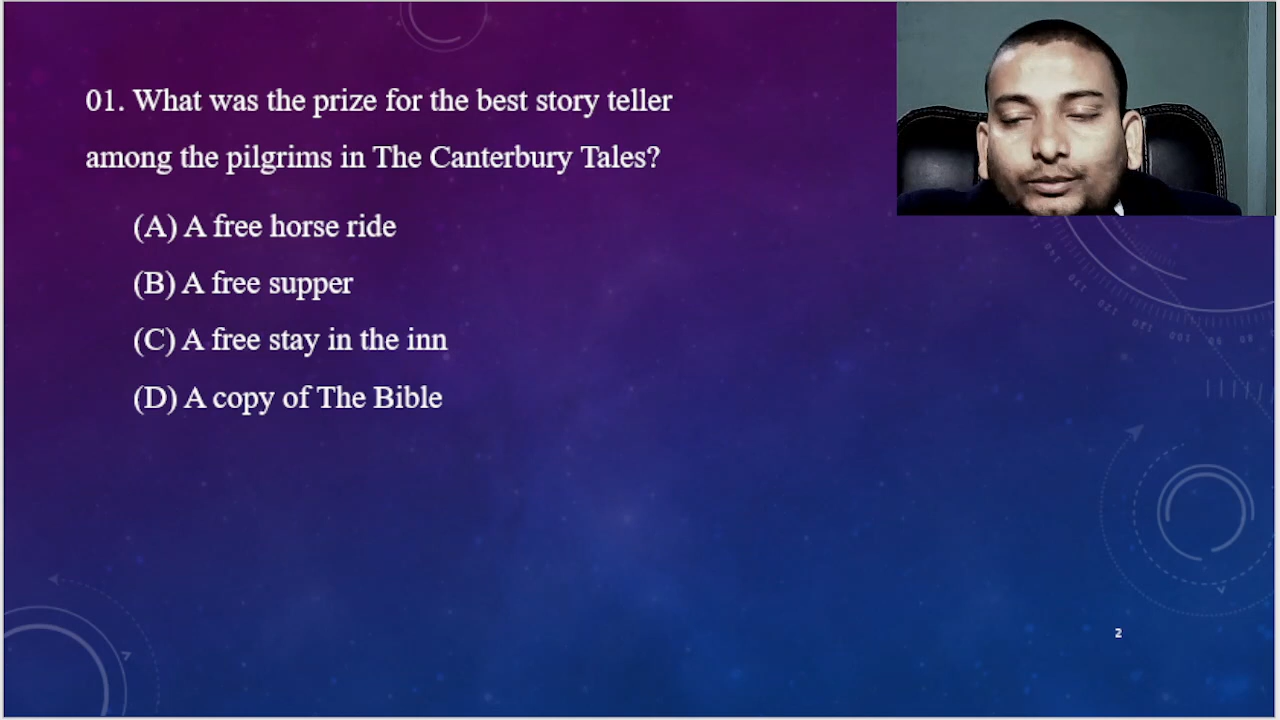 01. What was the prize for the best story teller
among the pilgrims in The Canterbury Tales?
(A) A free horse ride
(B) A free supper
(C) A free stay in the inn
(D) A copy of The Bible
2